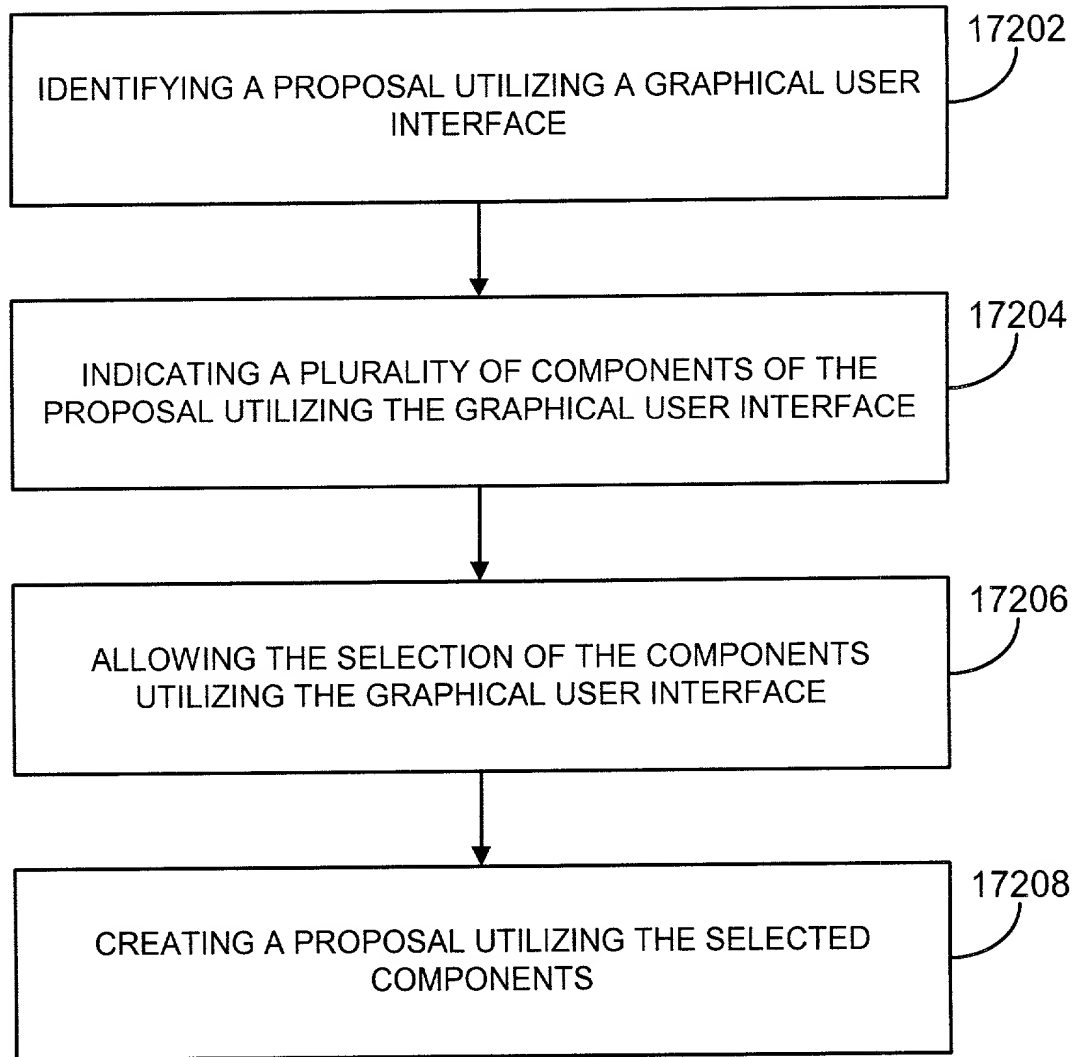 17202
IDENTIFYING A PROPOSAL UTILIZING A GRAPHICAL USER
INTERFACE
17204
INDICATING A PLURALITY OF COMPONENTS OF THE
PROPOSAL UTILIZING THE GRAPHICAL USER INTERFACE
17206
ALLOWING THE SELECTION OF THE COMPONENTS
UTILIZING THE GRAPHICAL USER INTERFACE
17208
CREATING A PROPOSAL UTILIZING THE SELECTED
COMPONENTS